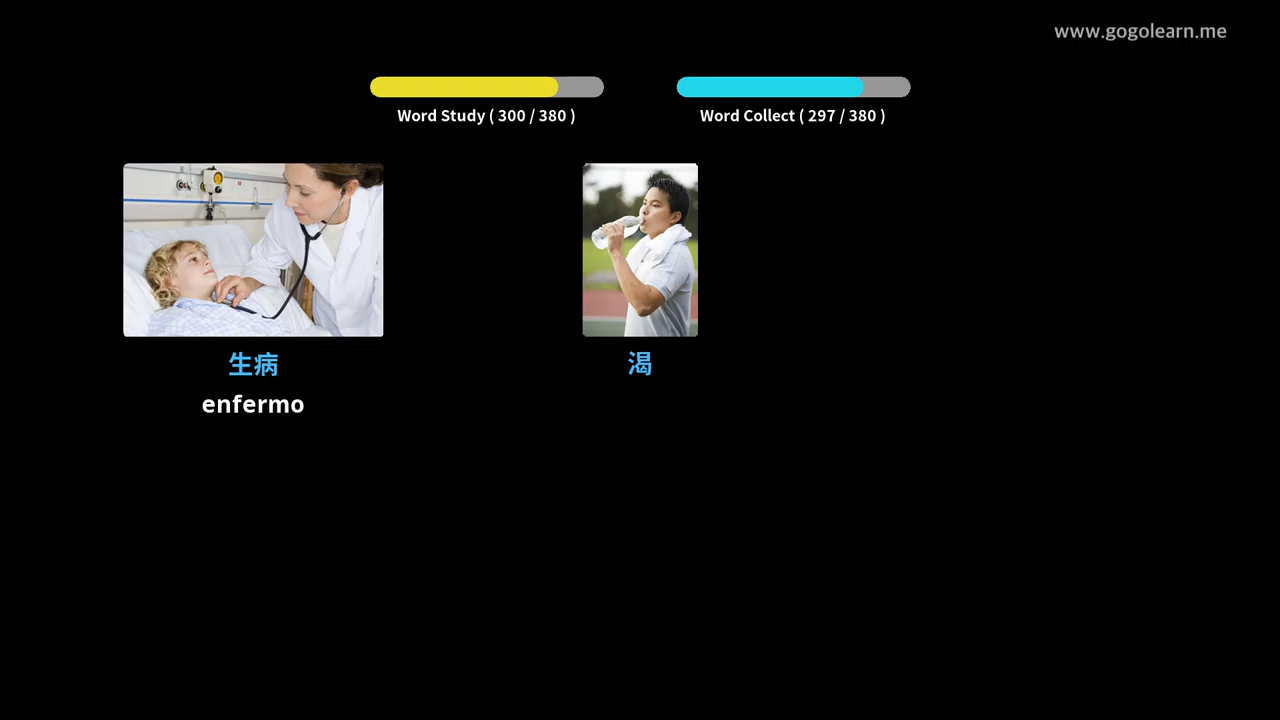 www.gogolearn.me
Word Study ( 300 / 380 )
Word Collect ( 297 / 380 )
生病
渴
enfermo